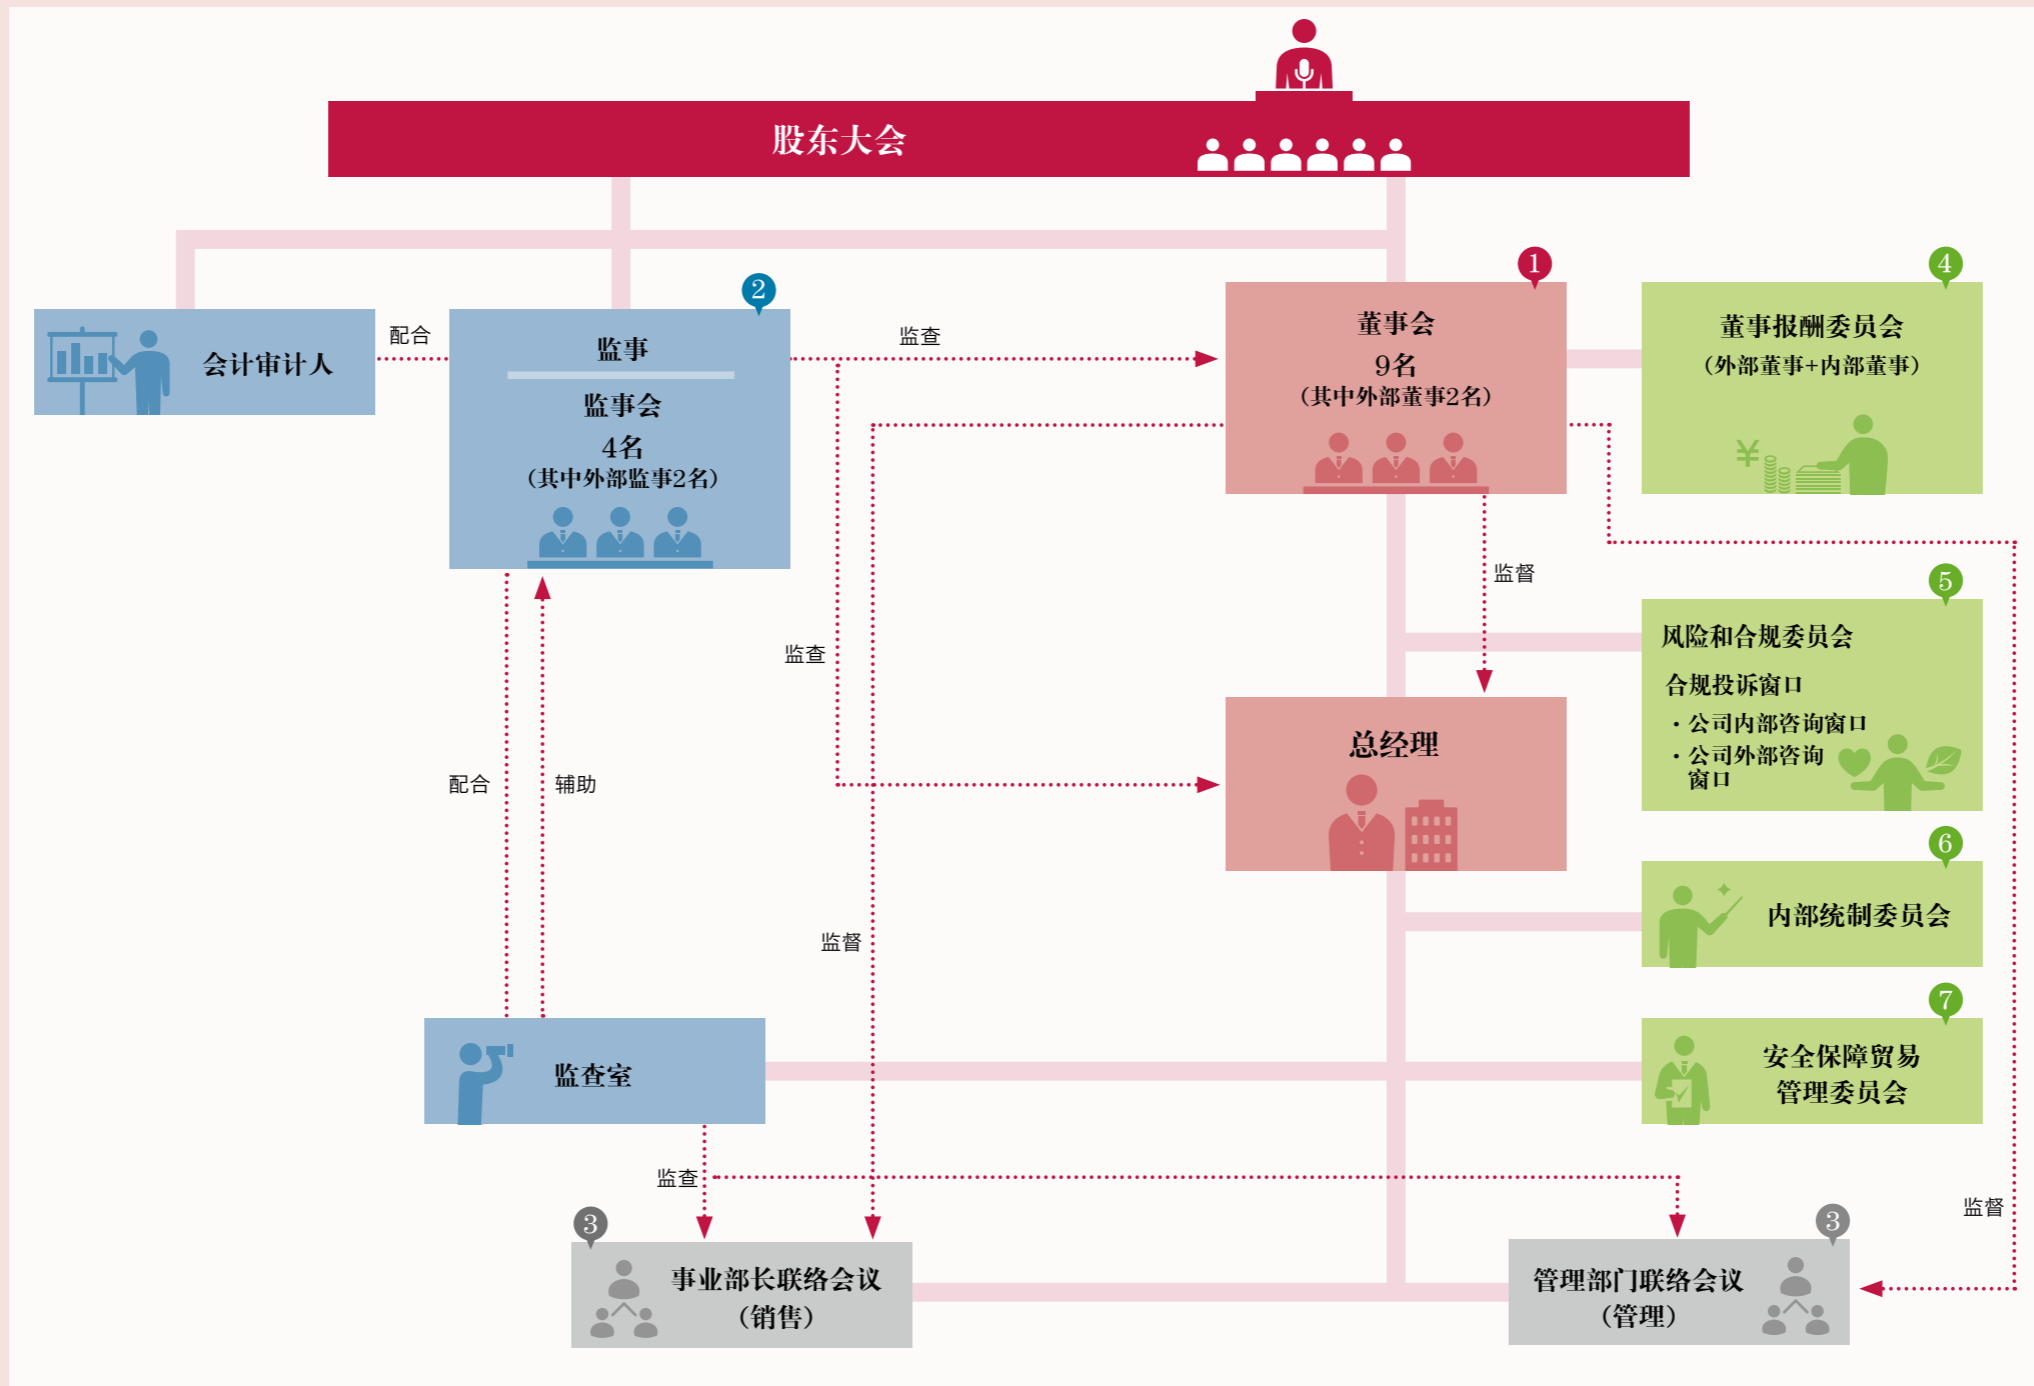 股东大会
会计审计人
配合
2
监事
监事会
4名
（其中外部监事2名）
监查
1
董事会
9名
（其中外部董事2名）
4
董事报酬委员会
（外部董事+内部董事）
¥
监督
5
风险和合规委员会
合规投诉窗口
・公司内部咨询窗口
・公司外部咨询
窗口
监查
总经理
配合
辅助
6
内部统制委员会
监督
7
安全保障贸易
管理委员会
监查室
监查
监督
3
事业部长联络会议
（销售）
3
管理部门联络会议
（管理）